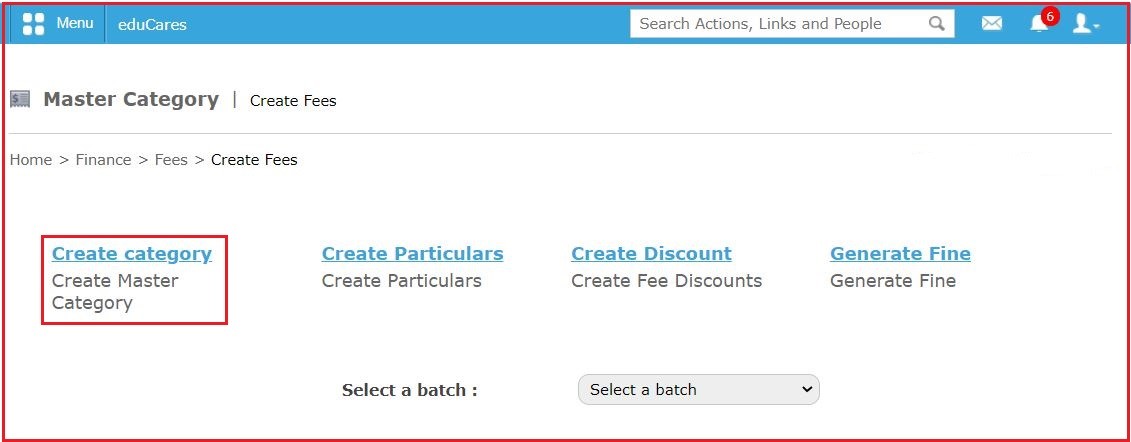 Menu eduCares Search Actions, Links and People 6
Master Category | Create Fees
Home > Finance > Fees > Create Fees
Create category Create Particulars Create Discount Generate Fine
Create Master Create Particulars Create Fee Discounts Generate Fine
Category
Select a batch : Select a batch